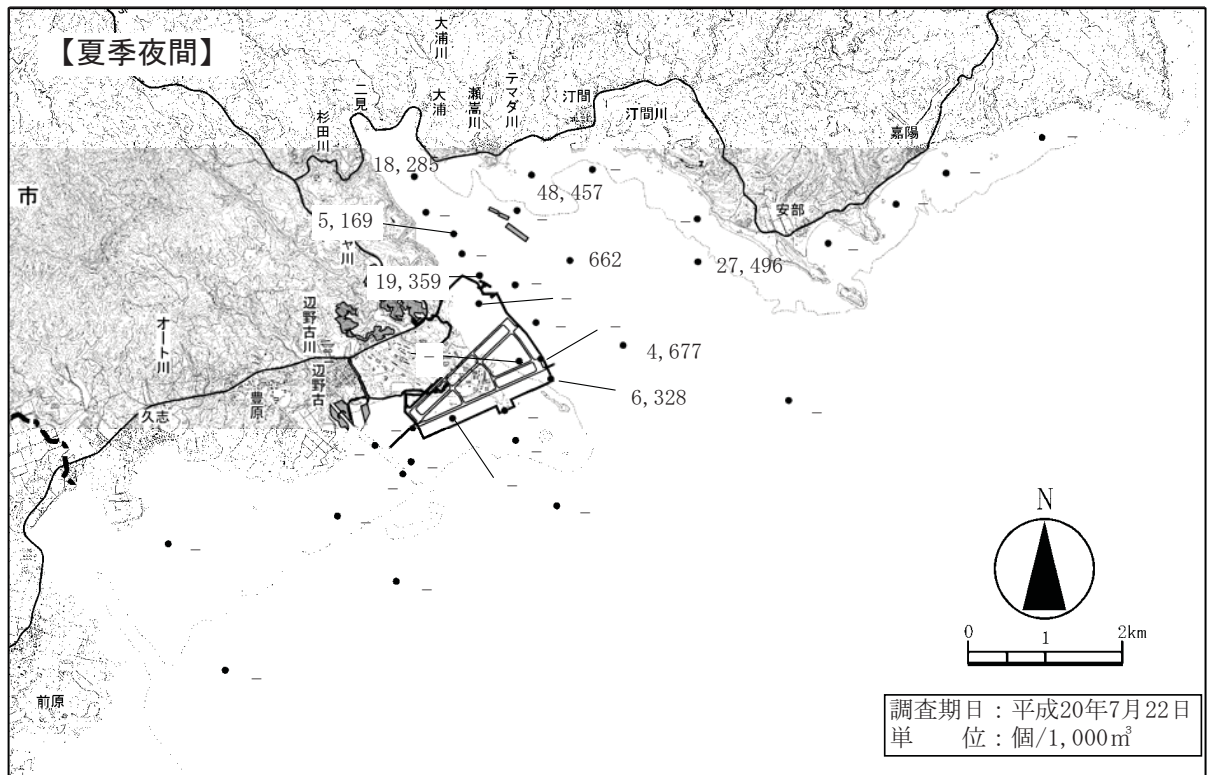 【夏季夜間】
大浦川
二見
大浦
瀬嵩川
テマダ川
汀間
汀間川
杉田川
嘉陽
安部
市
18,285
48,457
5,169
ヤ川
662
27,496
19,359
4,677
6,328
辺野古川
辺野古
オート川
豊原
久志
前原
N
0 1 2km
調査期日：平成20年7月22日
単　　位：個/1,000㎥